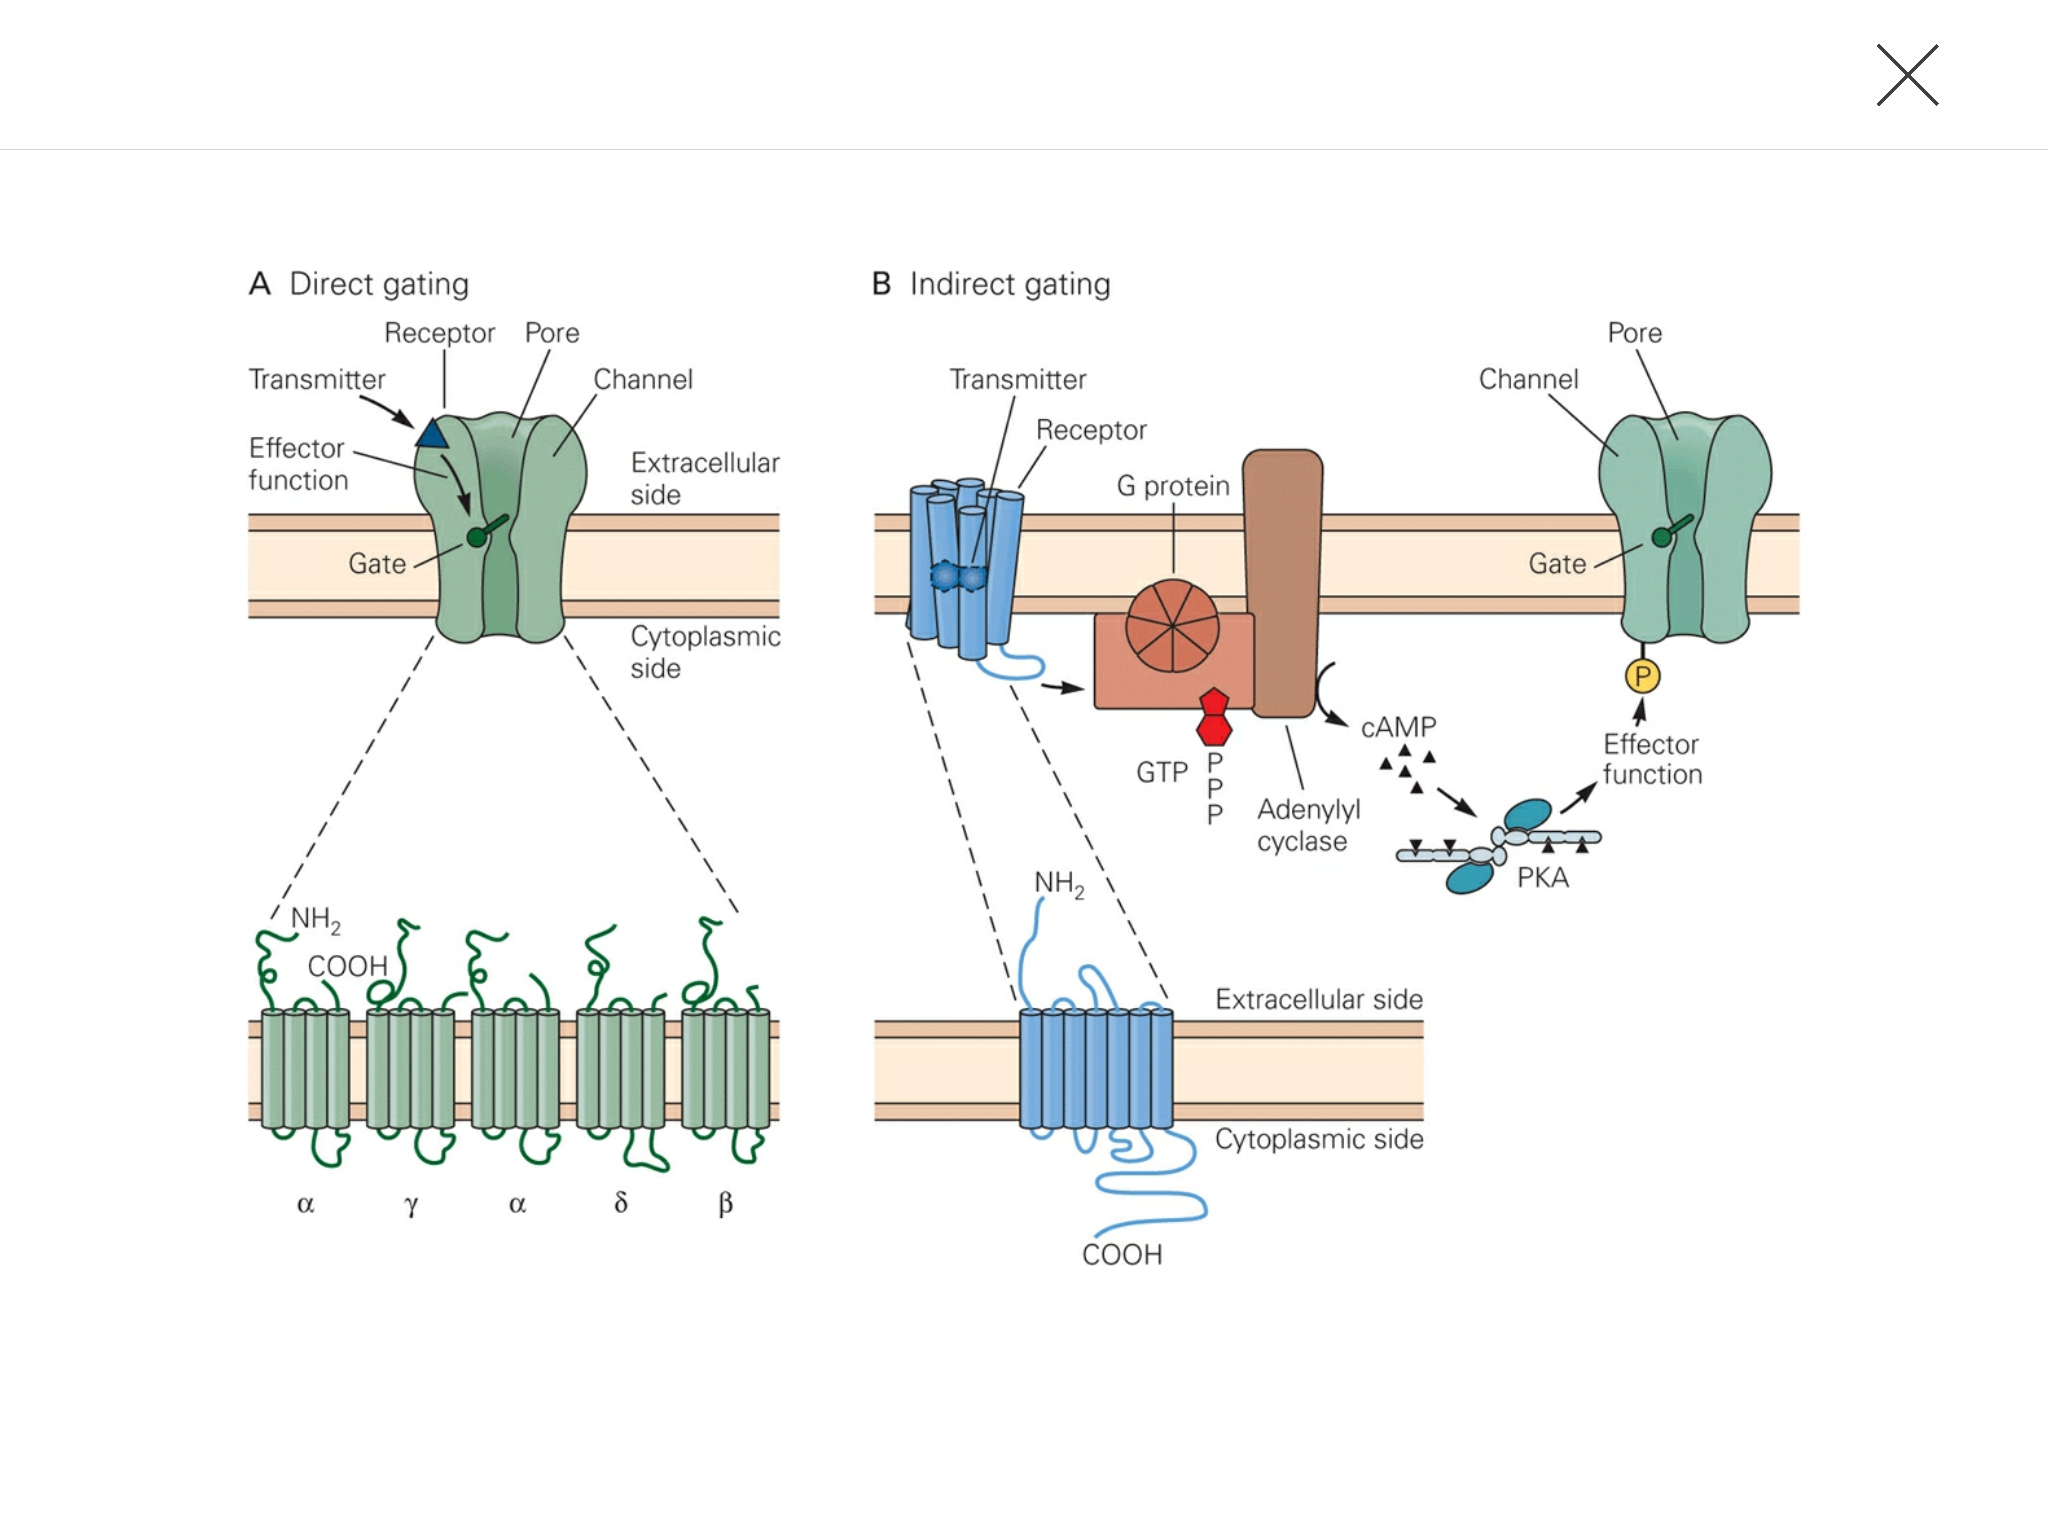 A Direct gating
Receptor Pore
Transmitter
Channel
Effector
function
Extracellular
side
Gate
Cytoplasmic
side
NH2
COOH
α γ α δ β
B Indirect gating
Pore
Transmitter
Channel
Receptor
G protein
Gate
P
cAMP
Effector
function
GTP
P
P
P
Adenylyl
cyclase
PKA
NH2
Extracellular side
Cytoplasmic side
COOH